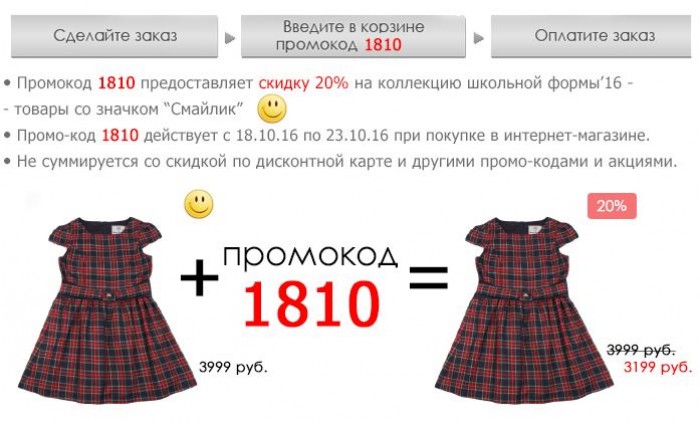 Сделайте заказ
Введите в корзине
промокод 1810
Оплатите заказ
• Промокод 1810 предоставляет скидку 20% на коллекцию школьной формы’16 -
- товары со значком “Смайлик”
• Промо-код 1810 действует с 18.10.16 по 23.10.16 при покупке в интернет-магазине.
• Не суммируется со скидкой по дисконтной карте и другими промо-кодами и акциями.
20%
+ промокод =
1810
3999 руб.
3999 руб.
3199 руб.